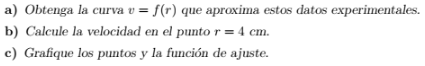 a) Obtenga la curva v = f(r) que aproxima estos datos experimentales.
b) Calcule la velocidad en el punto r = 4 cm.
c) Grafique los puntos y la función de ajuste.